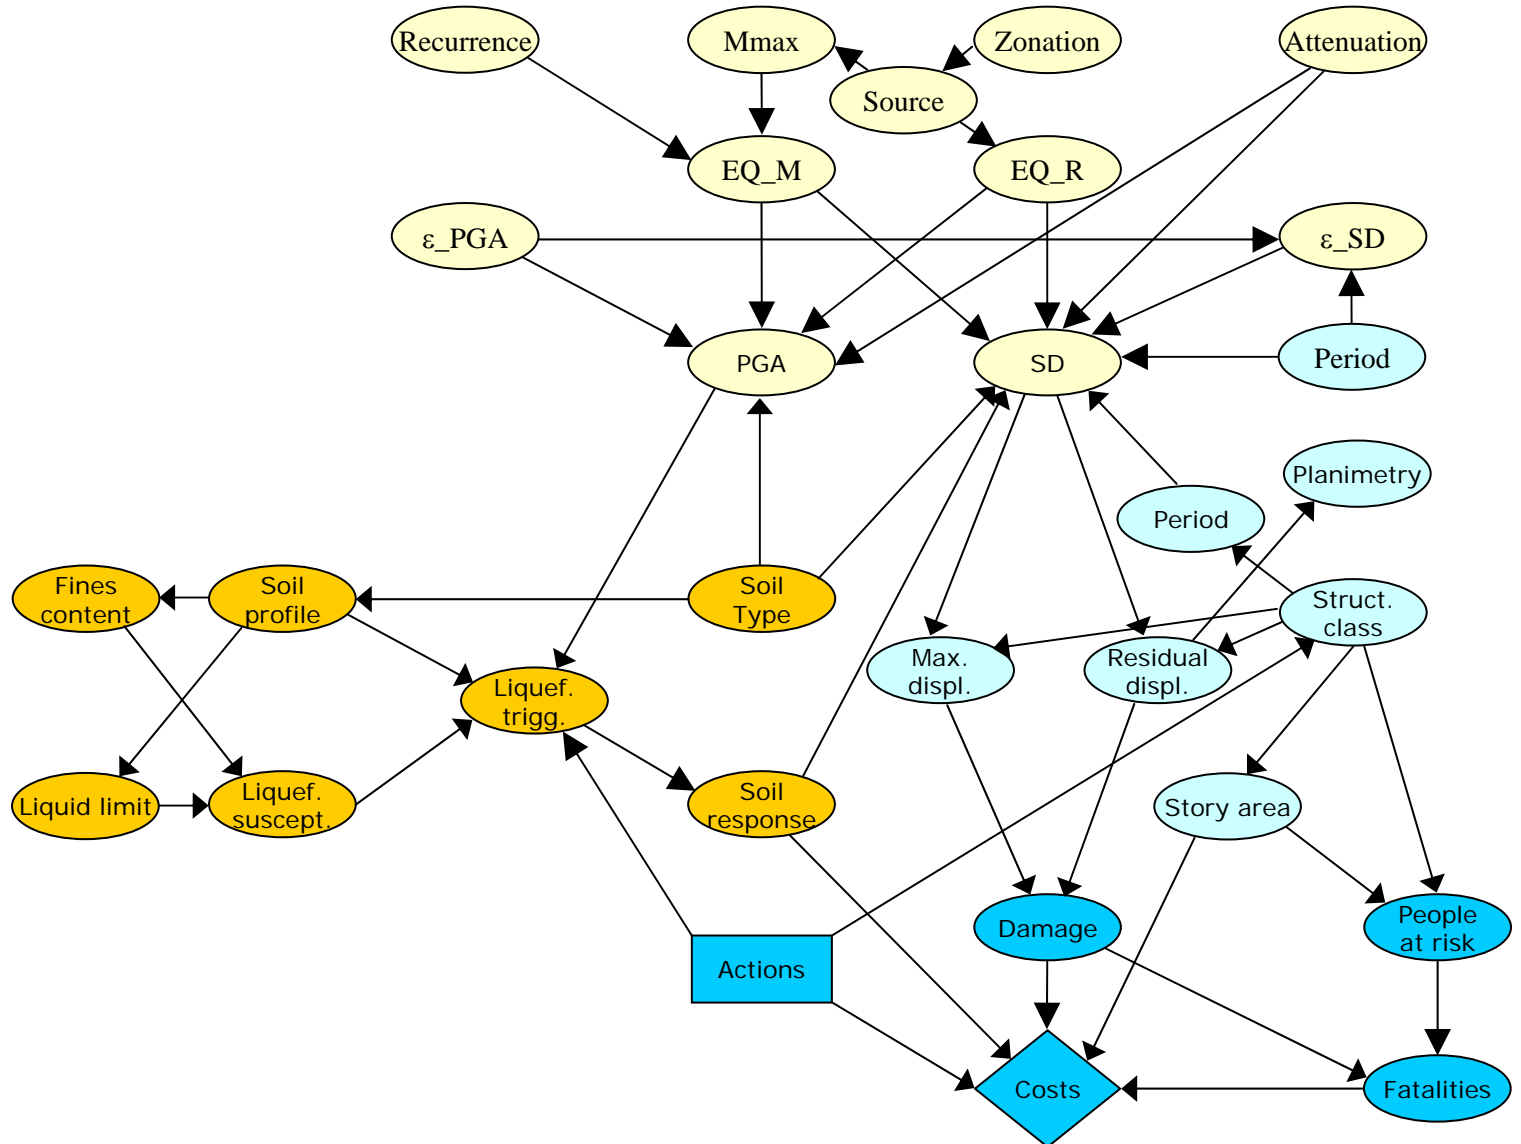 Recurrence
Mmax
Zonation
Attenuation
Source
EQ_M
EQ_R
ε_PGA
ε_SD
PGA
SD
Period
Planimetry
Period
Fines
content
Soil
profile
Soil
Type
Struct.
class
Max.
displ.
Residual
displ.
Liquef.
trigg.
Liquid limit
Liquef.
suscept.
Soil
response
Story area
Damage
People
at risk
Actions
Costs
Fatalities